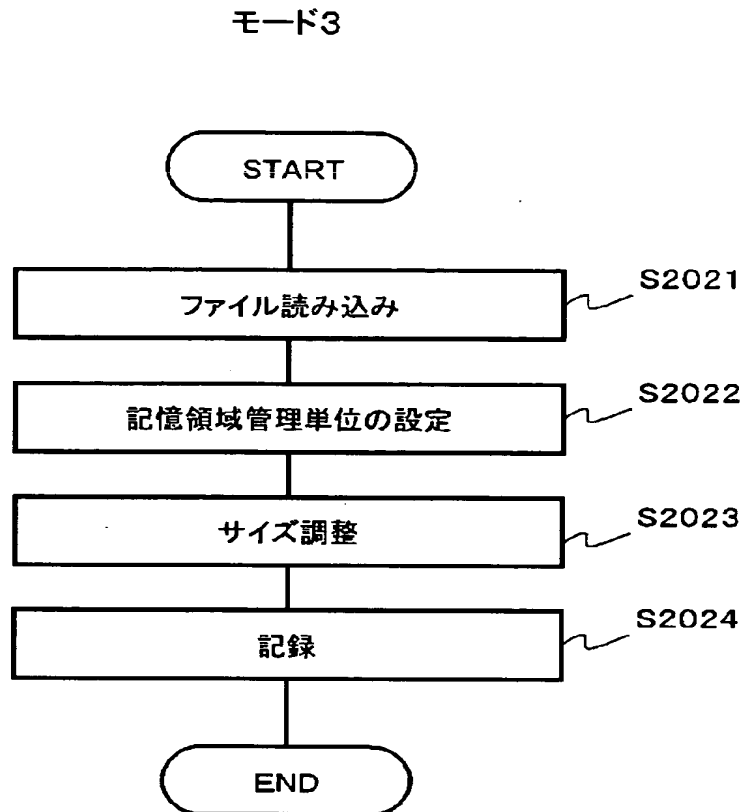 モード3
START
ファイル読み込み
S2021
記憶領域管理単位の設定
S2022
サイズ調整
S2023
記録
S2024
END